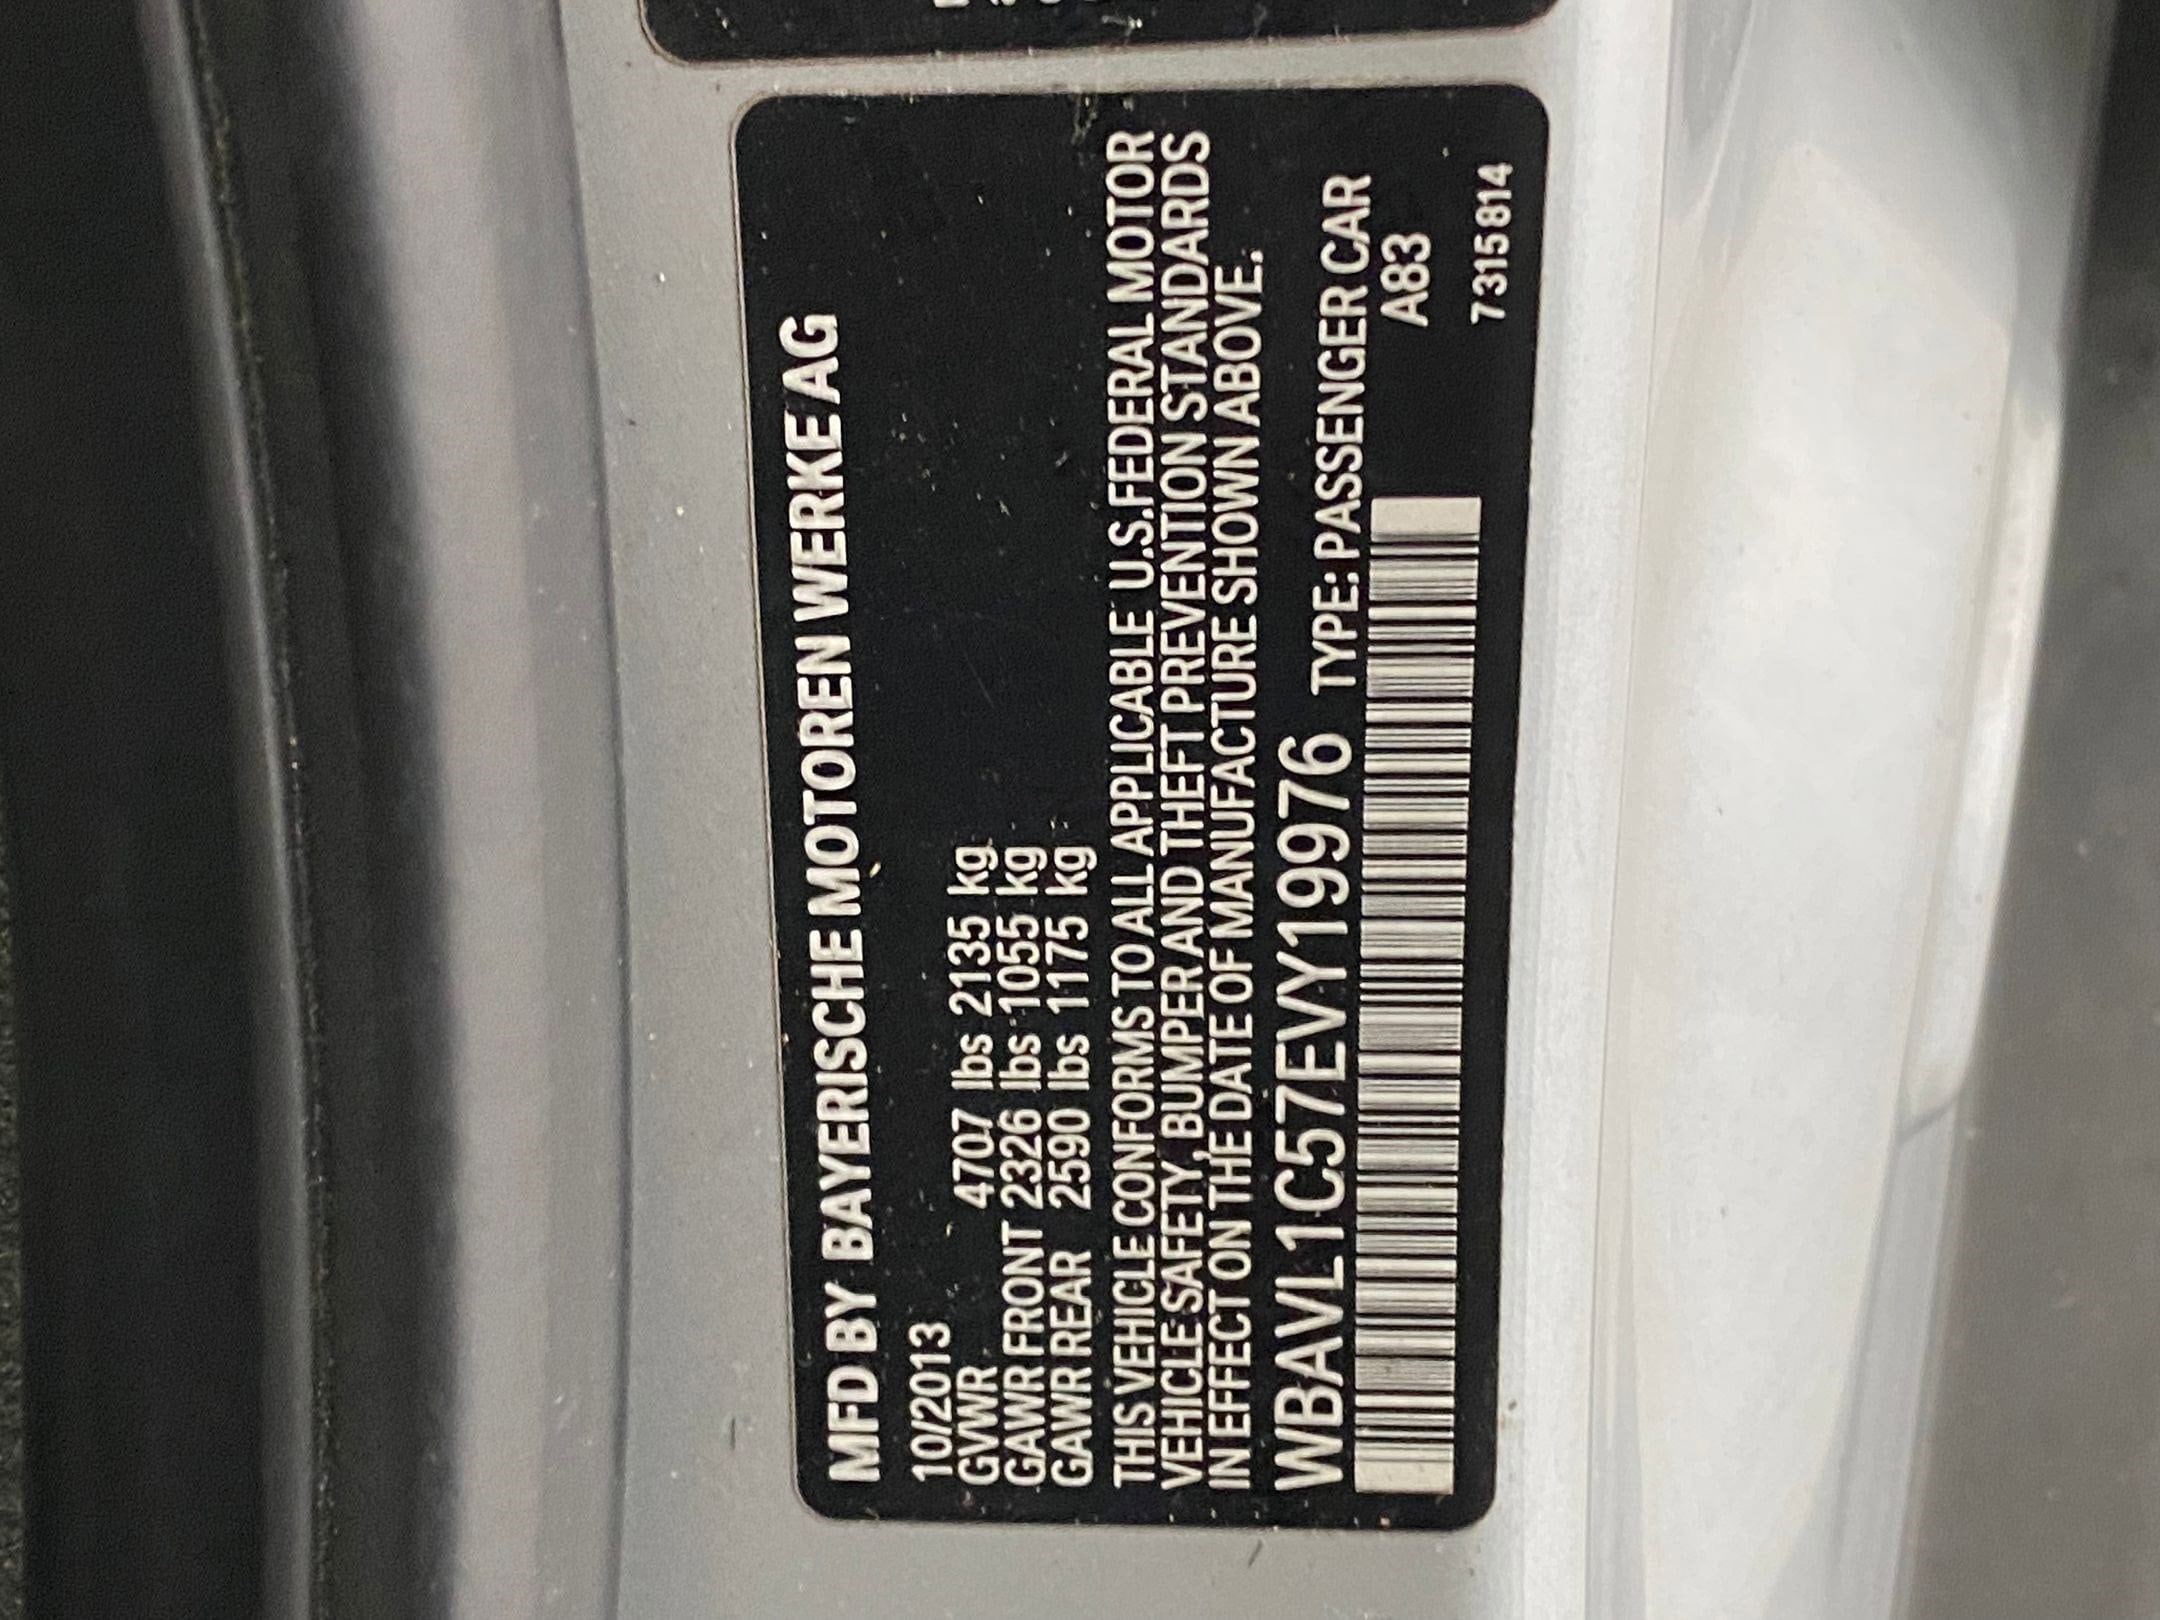 MFD BY BAYERISCHE MOTOREN WERKE AG
10/2013
GVWR 4707 lbs 2135 kg
GAWR FRONT 2326 lbs 1055 kg
GAWR REAR 2590 lbs 1175 kg
THIS VEHICLE CONFORMS TO ALL APPLICABLE U.S. FEDERAL MOTOR
VEHICLE SAFETY, BUMPER AND THEFT PREVENTION STANDARDS
IN EFFECT ON THE DATE OF MANUFACTURE SHOWN ABOVE.
WBAVL1C57EVY19976 TYPE: PASSENGER CAR
A83
7315814